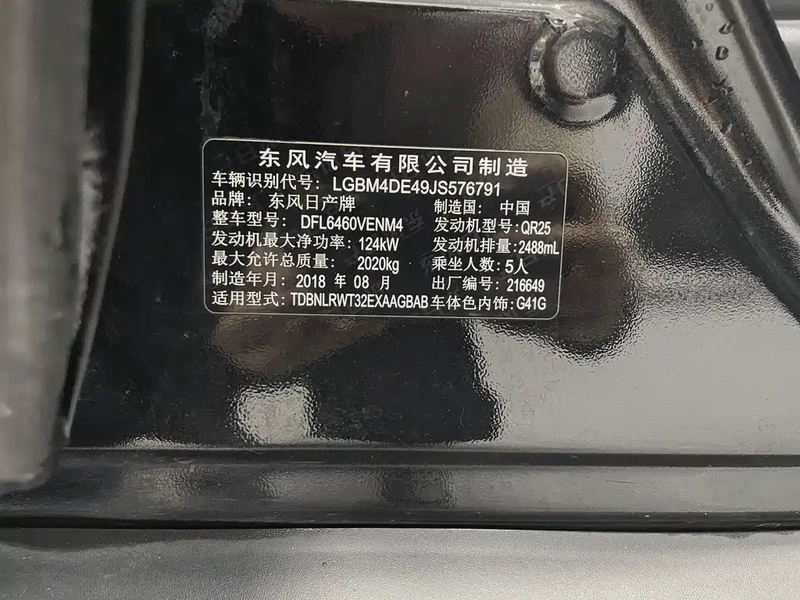 东风汽车有限公司制造
车辆识别代号: LGBM4DE49JS576791
品牌: 东风日产牌 制造国: 中国
整车型号: DFL6460VENM4 发动机型号:QR25
发动机最大净功率: 124kW 发动机排量:2488mL
最大允许总质量: 2020kg 乘坐人数:5人
制造年月: 2018 年 08 月 出厂编号: 216649
适用型式:TDBNLRWT32EXAAGBAB 车体色内饰:G41G